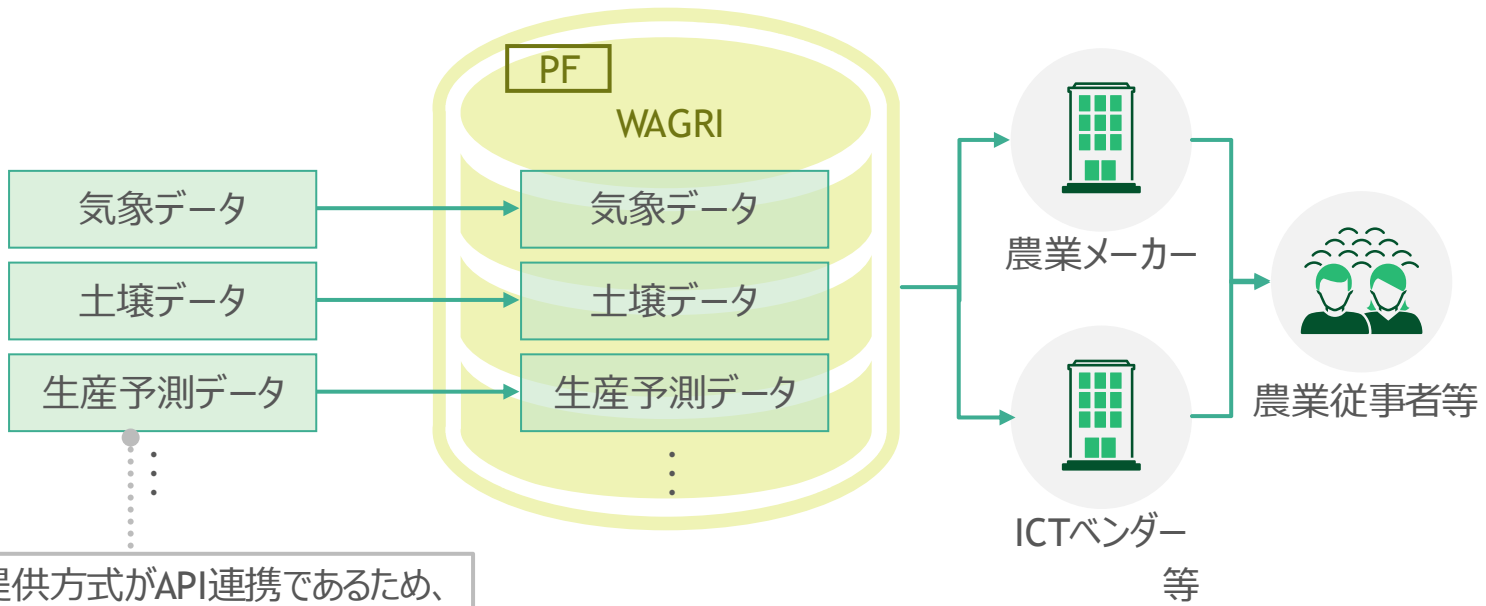 PF
WAGRI
気象データ
土壌データ
生産予測データ
⋮
気象データ
土壌データ
生産予測データ
⋮
農業メーカー
ICTベンダー
等
農業従事者等
提供方式がAPI連携であるため、